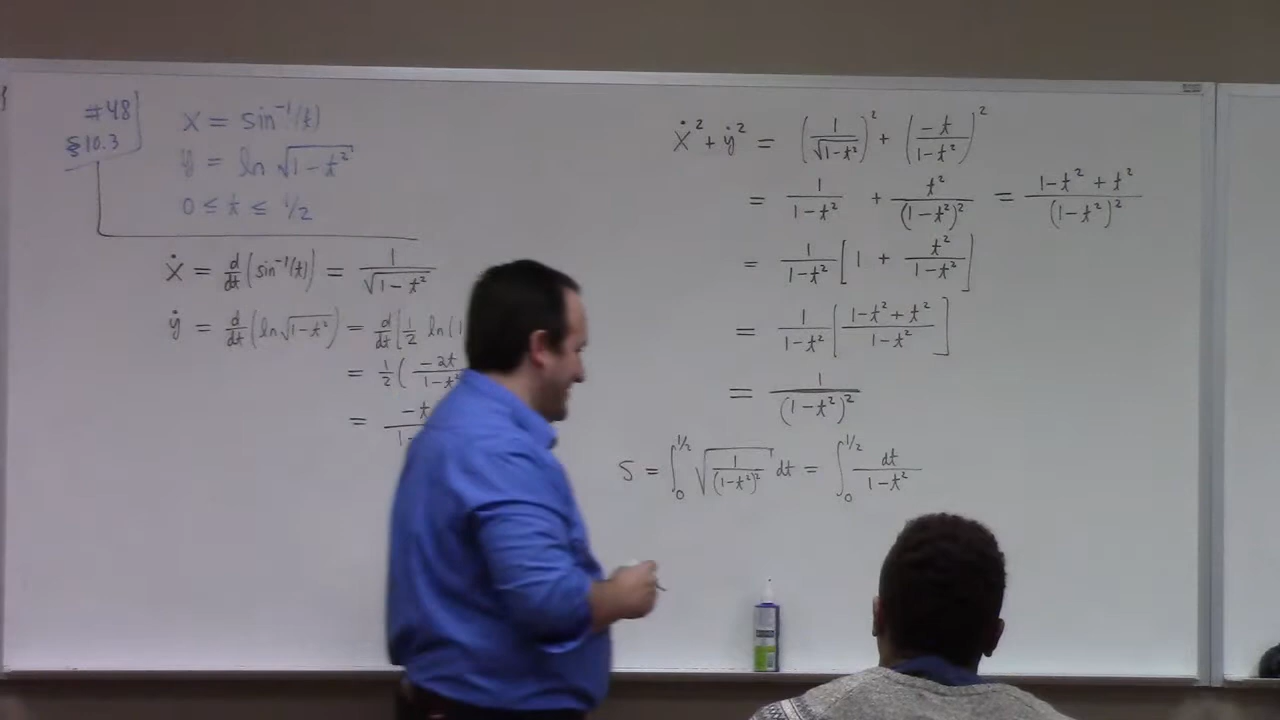 #48
§10.3
x = sin⁻¹(t)
y = ln √(1-t²)
0 ≤ t ≤ 1/2
ẋ = d/dt (sin⁻¹(t)) = 1/√(1-t²)
ẏ = d/dt (ln √(1-t²)) = d/dt [1/2 ln (1
= 1/2 ( -2t/1-t²
= -t/1-
ẋ² + ẏ² = (1/√(1-t²))² + (-t/(1-t²))²
= 1/(1-t²) + t²/(1-t²)² = (1-t²+t²)/(1-t²)²
= 1/(1-t²) [1 + t²/(1-t²)]
= 1/(1-t²) [(1-t²+t²)/(1-t²)]
= 1/(1-t²)²
S = ∫₀^1/2 √(1/(1-t²)²) dt = ∫₀^1/2 dt/(1-t²)